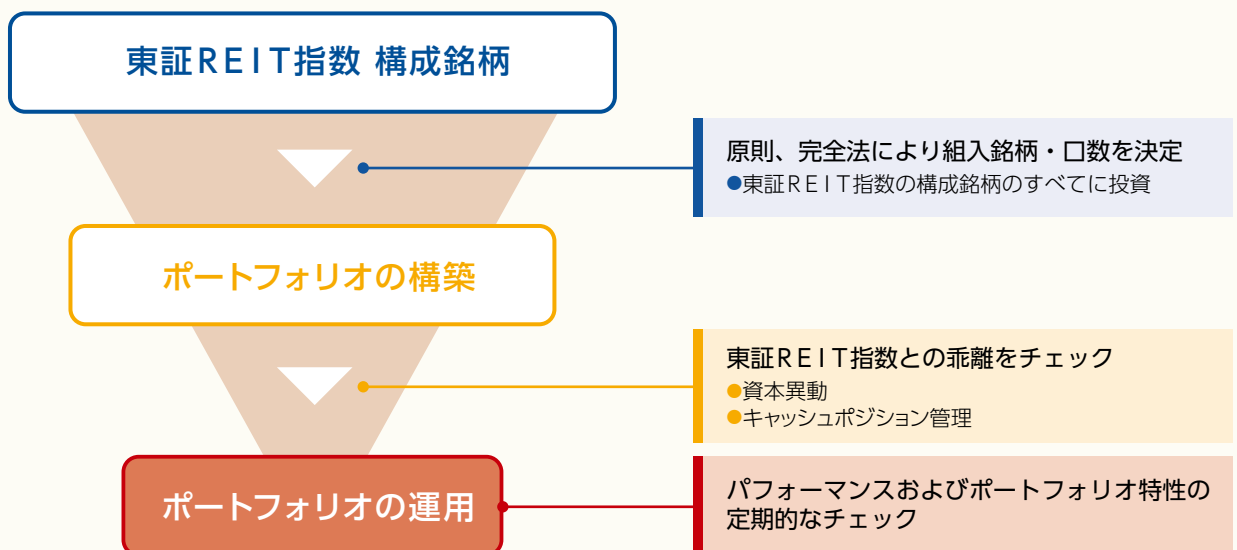 東証REIT指数 構成銘柄
原則、完全法により組入銘柄・口数を決定
●東証REIT指数の構成銘柄のすべてに投資
ポートフォリオの構築
東証REIT指数との乖離をチェック
●資本異動
●キャッシュポジション管理
ポートフォリオの運用
パフォーマンスおよびポートフォリオ特性の
定期的なチェック